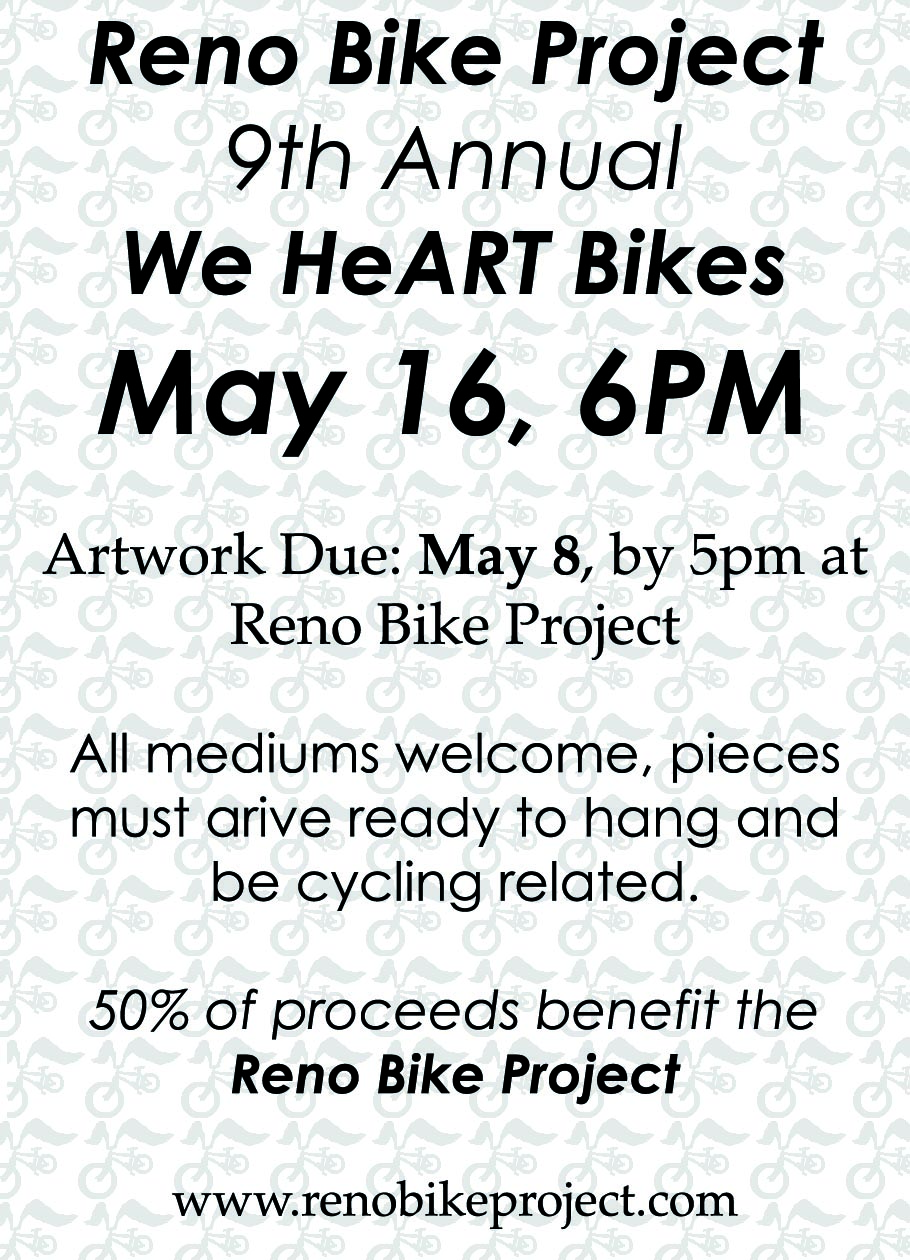 Reno Bike Project
9th Annual
We HeART Bikes
May 16, 6PM
Artwork Due: May 8, by 5pm at
Reno Bike Project
All mediums welcome, pieces
must arive ready to hang and
be cycling related.
50% of proceeds benefit the
Reno Bike Project
www.renobikeproject.com